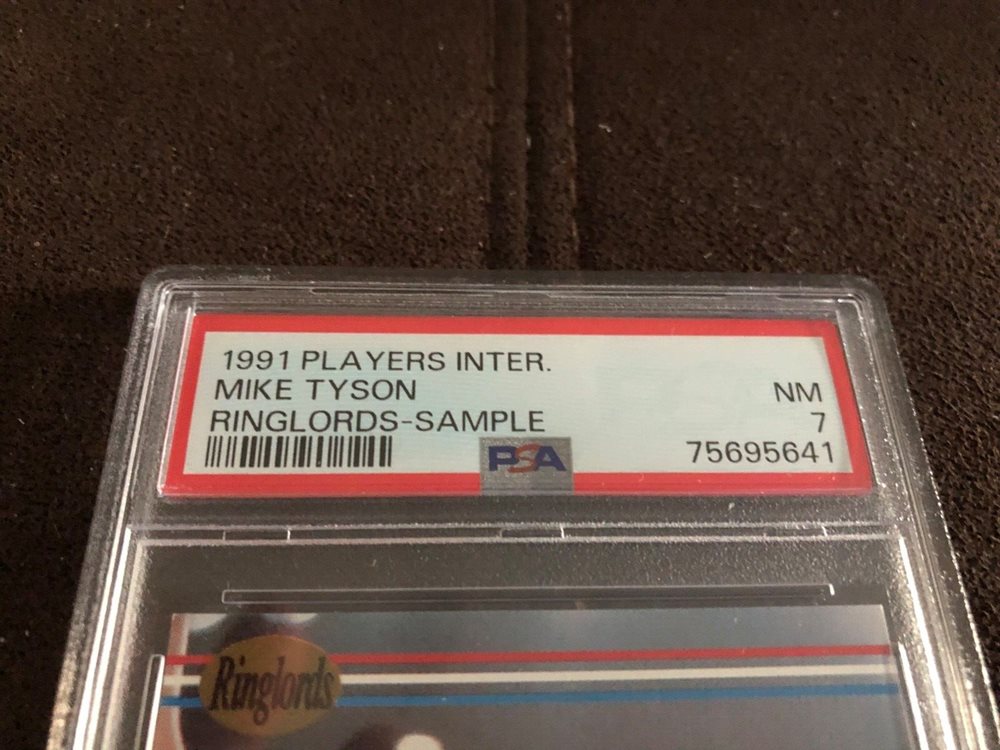 1991 PLAYERS INTER.
MIKE TYSON
NM
RINGLORDS-SAMPLE
7
PSA
75695641
Ringlords